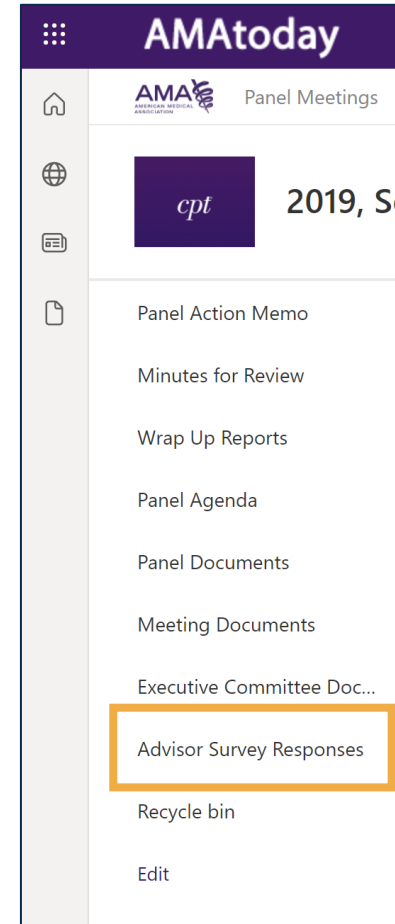 AMAtoday
AMA
AMERICAN MEDICAL
ASSOCIATION
Panel Meetings
cpt
2019, S
Panel Action Memo
Minutes for Review
Wrap Up Reports
Panel Agenda
Panel Documents
Meeting Documents
Executive Committee Doc...
Advisor Survey Responses
Recycle bin
Edit